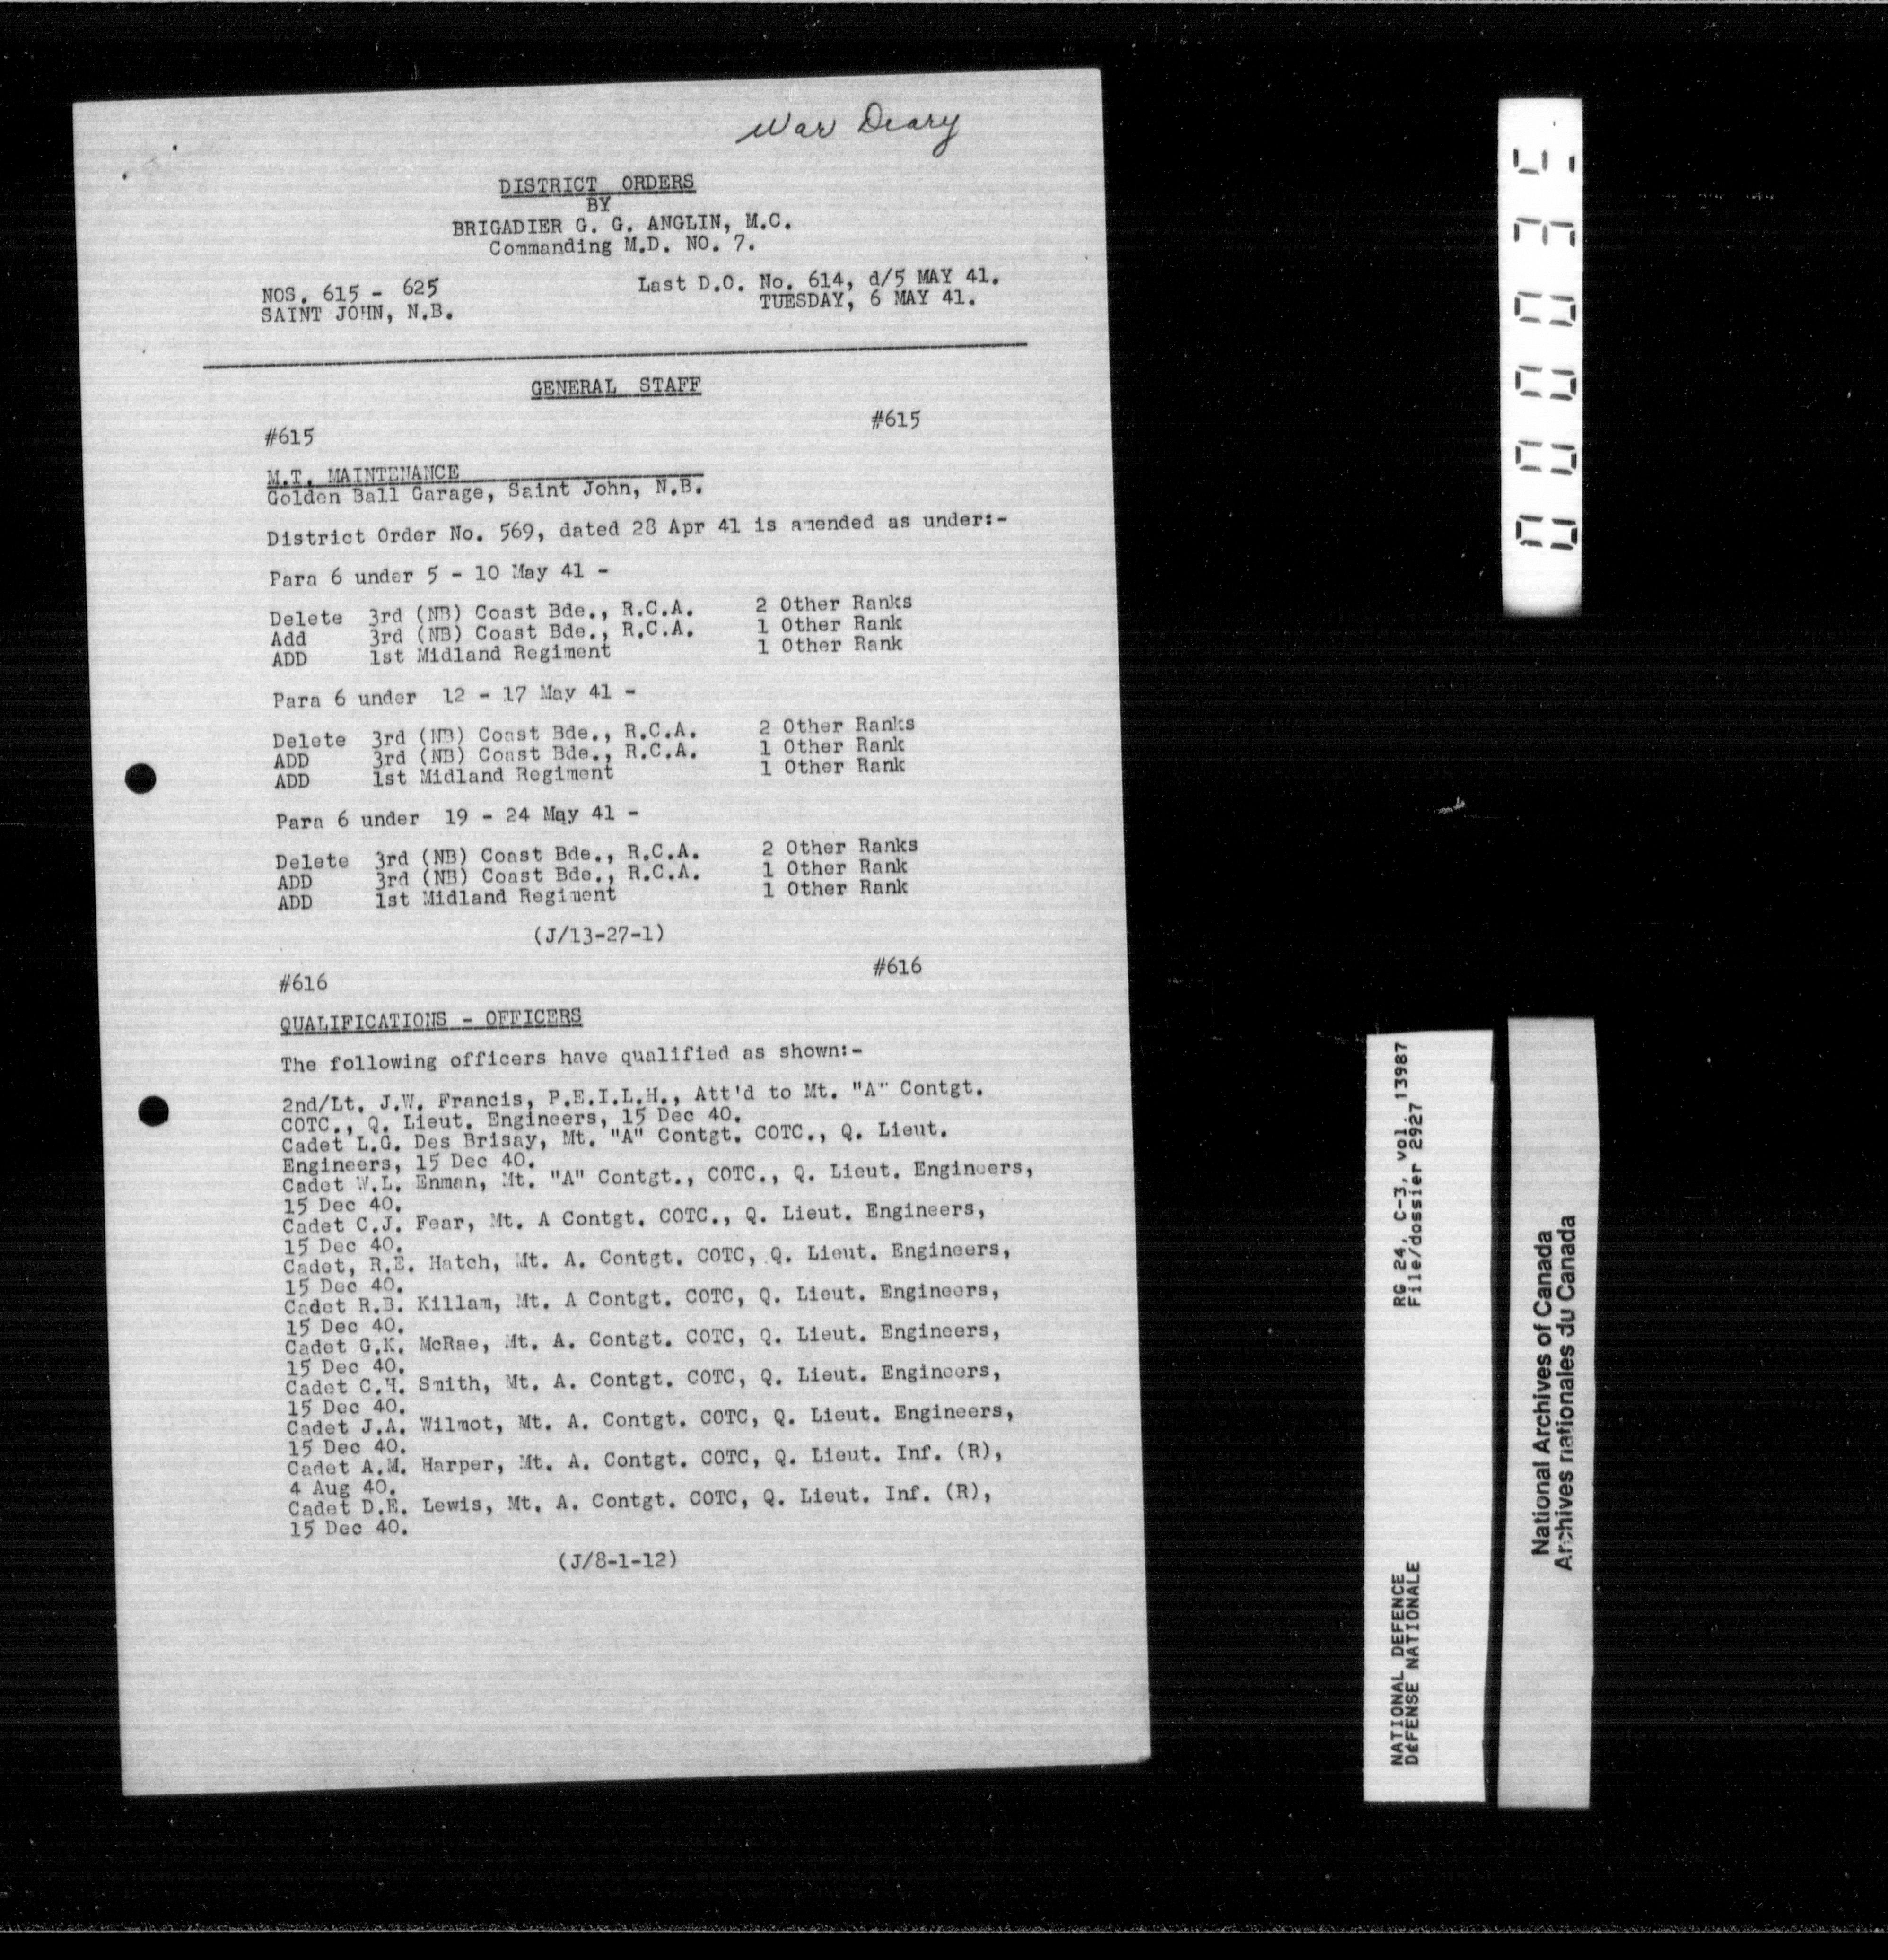 War Diary
DISTRICT ORDERS
BY
BRIGADIER G. G. ANGLIN, M.C.
Commanding M.D. NO. 7.
NOS. 615 - 625 Last D.O. No. 614, d/5 MAY 41.
SAINT JOHN, N.B. TUESDAY, 6 MAY 41.
GENERAL STAFF
#615 #615
M.T. MAINTENANCE
Golden Ball Garage, Saint John, N.B.
District Order No. 569, dated 28 Apr 41 is amended as under:-
Para 6 under 5 - 10 May 41 -
Delete 3rd (NB) Coast Bde., R.C.A. 2 Other Ranks
Add 3rd (NB) Coast Bde., R.C.A. 1 Other Rank
ADD 1st Midland Regiment 1 Other Rank
Para 6 under 12 - 17 May 41 -
Delete 3rd (NB) Coast Bde., R.C.A. 2 Other Ranks
ADD 3rd (NB) Coast Bde., R.C.A. 1 Other Rank
ADD 1st Midland Regiment 1 Other Rank
Para 6 under 19 - 24 May 41 -
Delete 3rd (NB) Coast Bde., R.C.A. 2 Other Ranks
ADD 3rd (NB) Coast Bde., R.C.A. 1 Other Rank
ADD 1st Midland Regiment 1 Other Rank
(J/13-27-1)
#616 #616
QUALIFICATIONS - OFFICERS
The following officers have qualified as shown:-
2nd/Lt. J.W. Francis, P.E.I.L.H., Att'd to Mt. "A" Contgt.
COTC., Q. Lieut. Engineers, 15 Dec 40.
Cadet L.G. Des Brisay, Mt. "A" Contgt. COTC., Q. Lieut.
Engineers, 15 Dec 40.
Cadet W.L. Enman, Mt. "A" Contgt., COTC., Q. Lieut. Engineers,
15 Dec 40.
Cadet C.J. Fear, Mt. A Contgt. COTC., Q. Lieut. Engineers,
15 Dec 40.
Cadet, R.E. Hatch, Mt. A. Contgt. COTC, Q. Lieut. Engineers,
15 Dec 40.
Cadet R.B. Killam, Mt. A Contgt. COTC, Q. Lieut. Engineers,
15 Dec 40.
Cadet G.K. McRae, Mt. A. Contgt. COTC, Q. Lieut. Engineers,
15 Dec 40.
Cadet C.H. Smith, Mt. A. Contgt. COTC, Q. Lieut. Engineers,
15 Dec 40.
Cadet J.A. Wilmot, Mt. A. Contgt. COTC, Q. Lieut. Engineers,
15 Dec 40.
Cadet A.M. Harper, Mt. A. Contgt. COTC, Q. Lieut. Inf. (R),
4 Aug 40.
Cadet D.E. Lewis, Mt. A. Contgt. COTC, Q. Lieut. Inf. (R),
15 Dec 40.
(J/8-1-12)
NATIONAL DEFENCE RG 24, C-3, vol. 13987
DÉFENSE NATIONALE File/dossier 2927
National Archives of Canada
Archives nationales du Canada